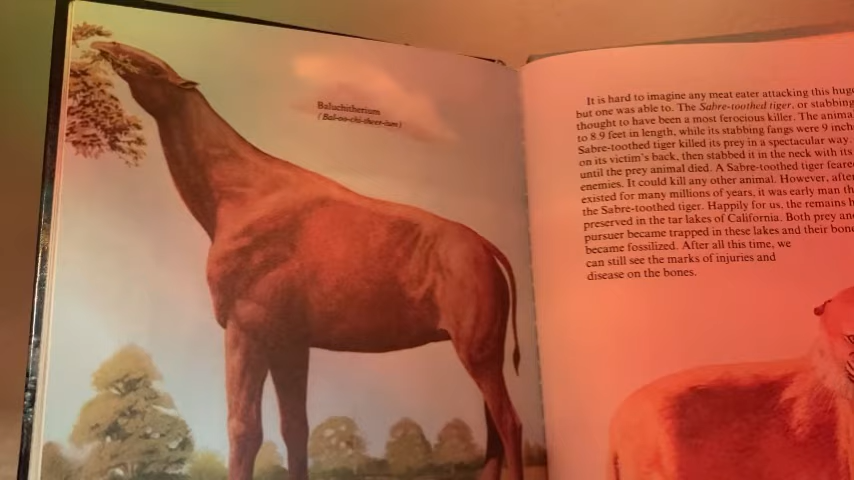 Baluchitherium
(Bal-oo-chi-theer-ium)
It is hard to imagine any meat eater attacking this huge
but one was able to. The Sabre-toothed tiger, or stabbing
thought to have been a most ferocious killer. The anima
to 8.9 feet in length, while its stabbing fangs were 9 inch
Sabre-toothed tiger killed its prey in a spectacular way.
on its victim's back, then stabbed it in the neck with its
until the prey animal died. A Sabre-toothed tiger feare
enemies. It could kill any other animal. However, after
existed for many millions of years, it was early man th
the Sabre-toothed tiger. Happily for us, the remains h
preserved in the tar lakes of California. Both prey and
pursuer became trapped in these lakes and their bone
became fossilized. After all this time, we
can still see the marks of injuries and
disease on the bones.